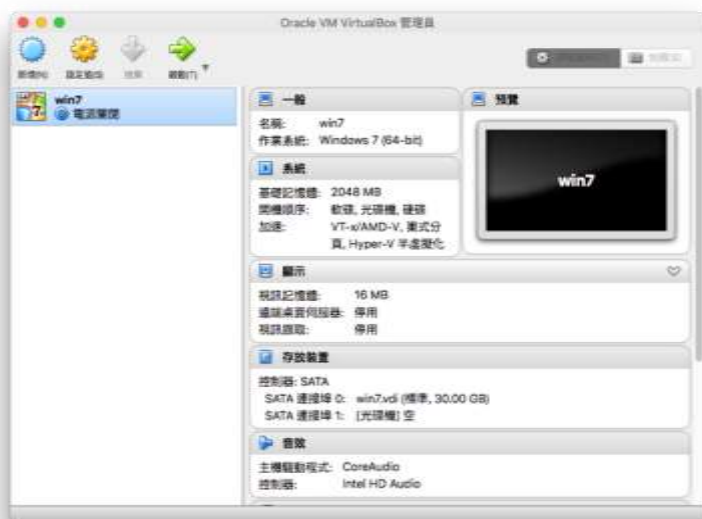 Oracle VM VirtualBox 管理員
新增(N)
設定值(S)
啟動(T)
win7
電源關閉
一般
名稱: win7
作業系統: Windows 7 (64-bit)
系統
基礎記憶體: 2048 MB
開機順序: 軟碟, 光碟機, 硬碟
加速: VT-x/AMD-V, 巢式分
頁, Hyper-V 半虛擬化
預覽
win7
顯示
視訊記憶體: 16 MB
遠端桌面伺服器: 停用
視訊擷取: 停用
存放裝置
控制器: SATA
SATA 連接埠 0: win7.vdi (標準, 30.00 GB)
SATA 連接埠 1: [光碟機] 空
音效
主機驅動程式: CoreAudio
控制器: Intel HD Audio